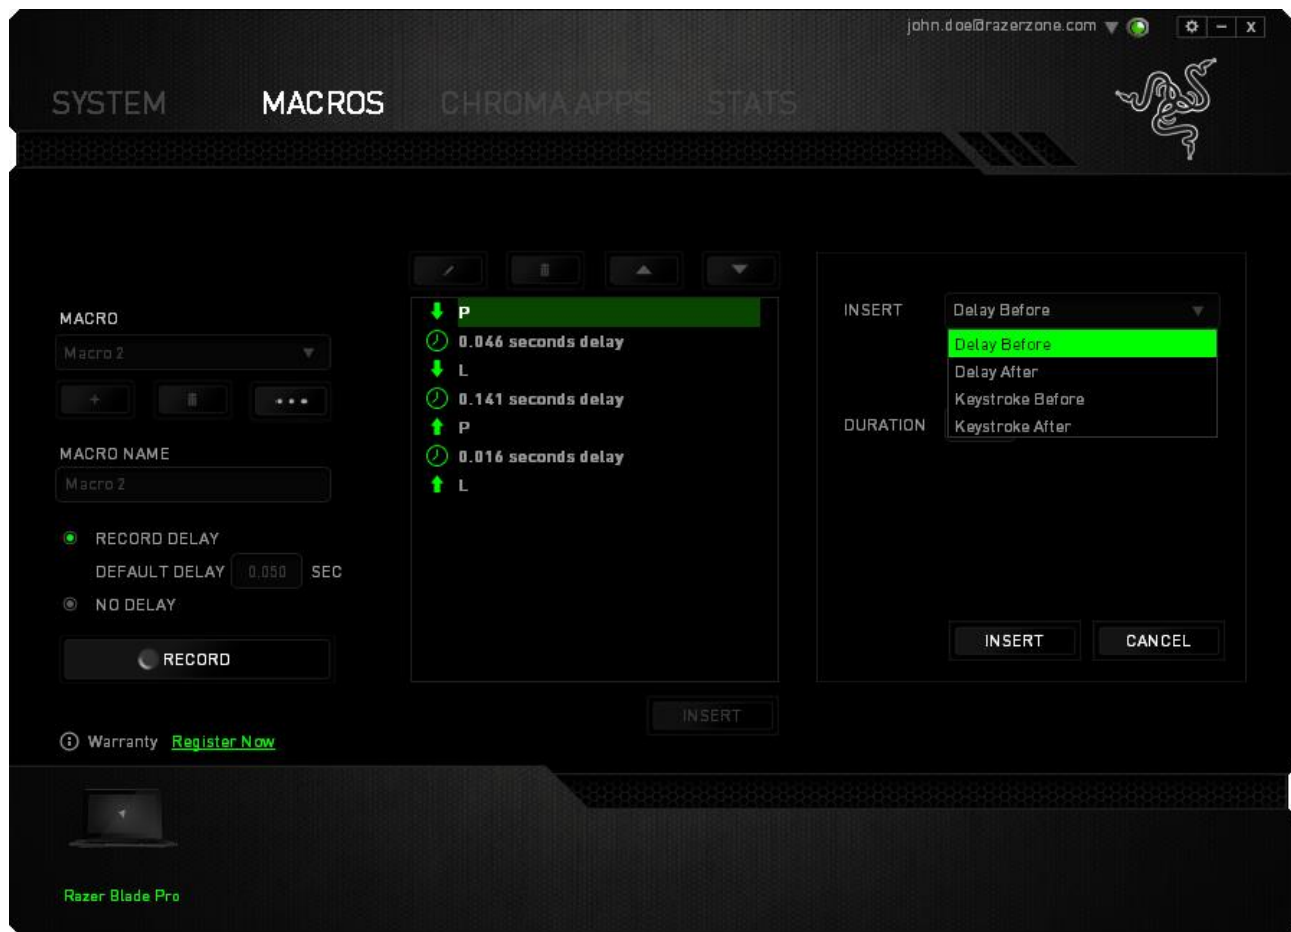 john.doe@razerzone.com
SYSTEM MACROS CHROMA APPS STATS
MACRO
Macro 2
MACRO NAME
Macro 2
RECORD DELAY
DEFAULT DELAY 0.050 SEC
NO DELAY
RECORD
Warranty Register Now
P
0.046 seconds delay
L
0.141 seconds delay
P
0.016 seconds delay
L
INSERT
INSERT Delay Before
Delay Before
Delay After
Keystroke Before
DURATION Keystroke After
INSERT CANCEL
Razer Blade Pro